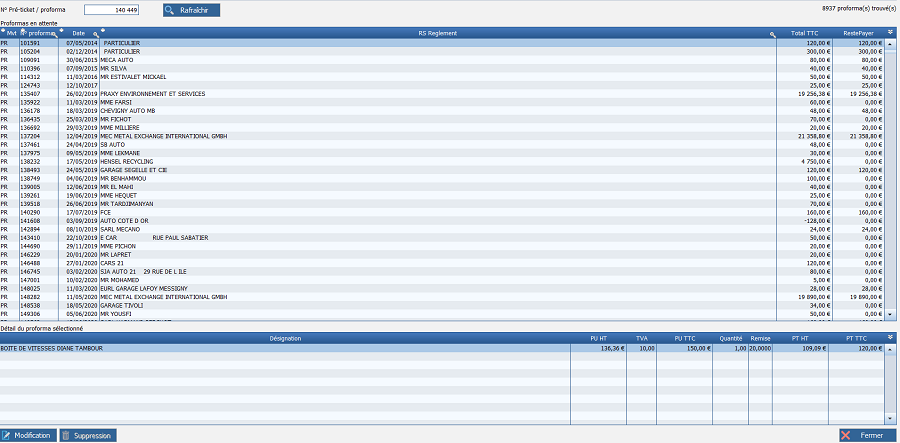 N° Pré-ticket / proforma 140 449 Rafraîchir 8937 proforma(s) trouvé(s)
Proformas en attente
Mvt N° proforma Date RS Reglement Total TTC RestePayer
PR 101591 07/05/2014 PARTICULIER 120,00 € 120,00 €
PR 105204 02/12/2014 PARTICULIER 300,00 € 300,00 €
PR 109091 30/06/2015 MECA AUTO 80,00 € 80,00 €
PR 110396 07/09/2015 MR SILVA 40,00 € 40,00 €
PR 114312 11/03/2016 MR ESTIVALET MICKAEL 50,00 € 50,00 €
PR 124743 12/10/2017 25,00 € 25,00 €
PR 135407 26/02/2019 PRAXY ENVIRONNEMENT ET SERVICES 19 256,38 € 19 256,38 €
PR 135922 11/03/2019 MME FARSI 60,00 € 0,00 €
PR 136178 18/03/2019 CHEVIGNY AUTO MB 48,00 € 48,00 €
PR 136435 25/03/2019 MR FICHOT 70,00 € 0,00 €
PR 136692 29/03/2019 MME MILLIERE 20,00 € 20,00 €
PR 137204 12/04/2019 MEC METAL EXCHANGE INTERNATIONAL GMBH 21 358,80 € 21 358,80 €
PR 137461 24/04/2019 SB AUTO 48,00 € 0,00 €
PR 137975 09/05/2019 MME LEKMANE 30,00 € 0,00 €
PR 138232 17/05/2019 HENSEL RECYCLING 4 750,00 € 0,00 €
PR 138493 24/05/2019 GARAGE SEGELLE ET CIE 120,00 € 120,00 €
PR 138749 04/06/2019 MR BENHAMMOU 100,00 € 0,00 €
PR 139005 12/06/2019 MR EL MAHI 40,00 € 0,00 €
PR 139261 19/06/2019 MME HEQUET 25,00 € 0,00 €
PR 139518 26/06/2019 MR TARDJIMANYAN 70,00 € 0,00 €
PR 140290 17/07/2019 FCE 160,00 € 160,00 €
PR 141608 03/09/2019 AUTO COTE D OR -128,00 € 0,00 €
PR 142894 08/10/2019 SARL MECANO 24,00 € 24,00 €
PR 143410 22/10/2019 E CAR RUE PAUL SABATIER 50,00 € 0,00 €
PR 144690 29/11/2019 MME PICHON 20,00 € 0,00 €
PR 146229 20/01/2020 MR LAPRET 20,00 € 0,00 €
PR 146488 27/01/2020 CARS 21 120,00 € 0,00 €
PR 146745 03/02/2020 SJA AUTO 21 29 RUE DE L ILE 80,00 € 0,00 €
PR 147001 10/02/2020 MR MOHAMED 5,00 € 0,00 €
PR 148025 11/03/2020 EURL GARAGE LAFOY MESSIGNY 28,00 € 28,00 €
PR 148282 11/05/2020 MEC METAL EXCHANGE INTERNATIONAL GMBH 19 890,00 € 19 890,00 €
PR 148538 18/05/2020 GARAGE TIVOLI 34,00 € 0,00 €
PR 149306 05/06/2020 MR YOUSFI 50,00 € 0,00 €
Détail du proforma sélectionné
Désignation PU HT TVA PU TTC Quantité Remise PT HT PT TTC
BOITE DE VITESSES DIANE TAMBOUR 136,36 € 10,00 150,00 € 1,00 20,0000 109,09 € 120,00 €
Modification Suppression Fermer